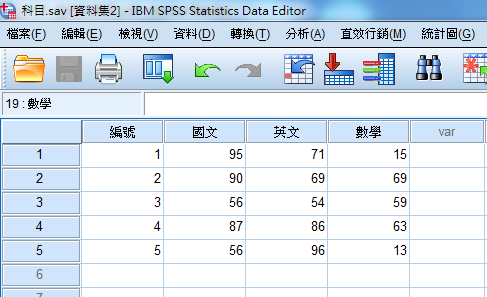 科目.sav [資料集2] - IBM SPSS Statistics Data Editor
檔案(F) 編輯(E) 檢視(V) 資料(D) 轉換(T) 分析(A) 直效行銷(M) 統計圖(G)
19 : 數學
編號 國文 英文 數學 var
1 1 95 71 15
2 2 90 69 69
3 3 56 54 59
4 4 87 86 63
5 5 56 96 13
6
7